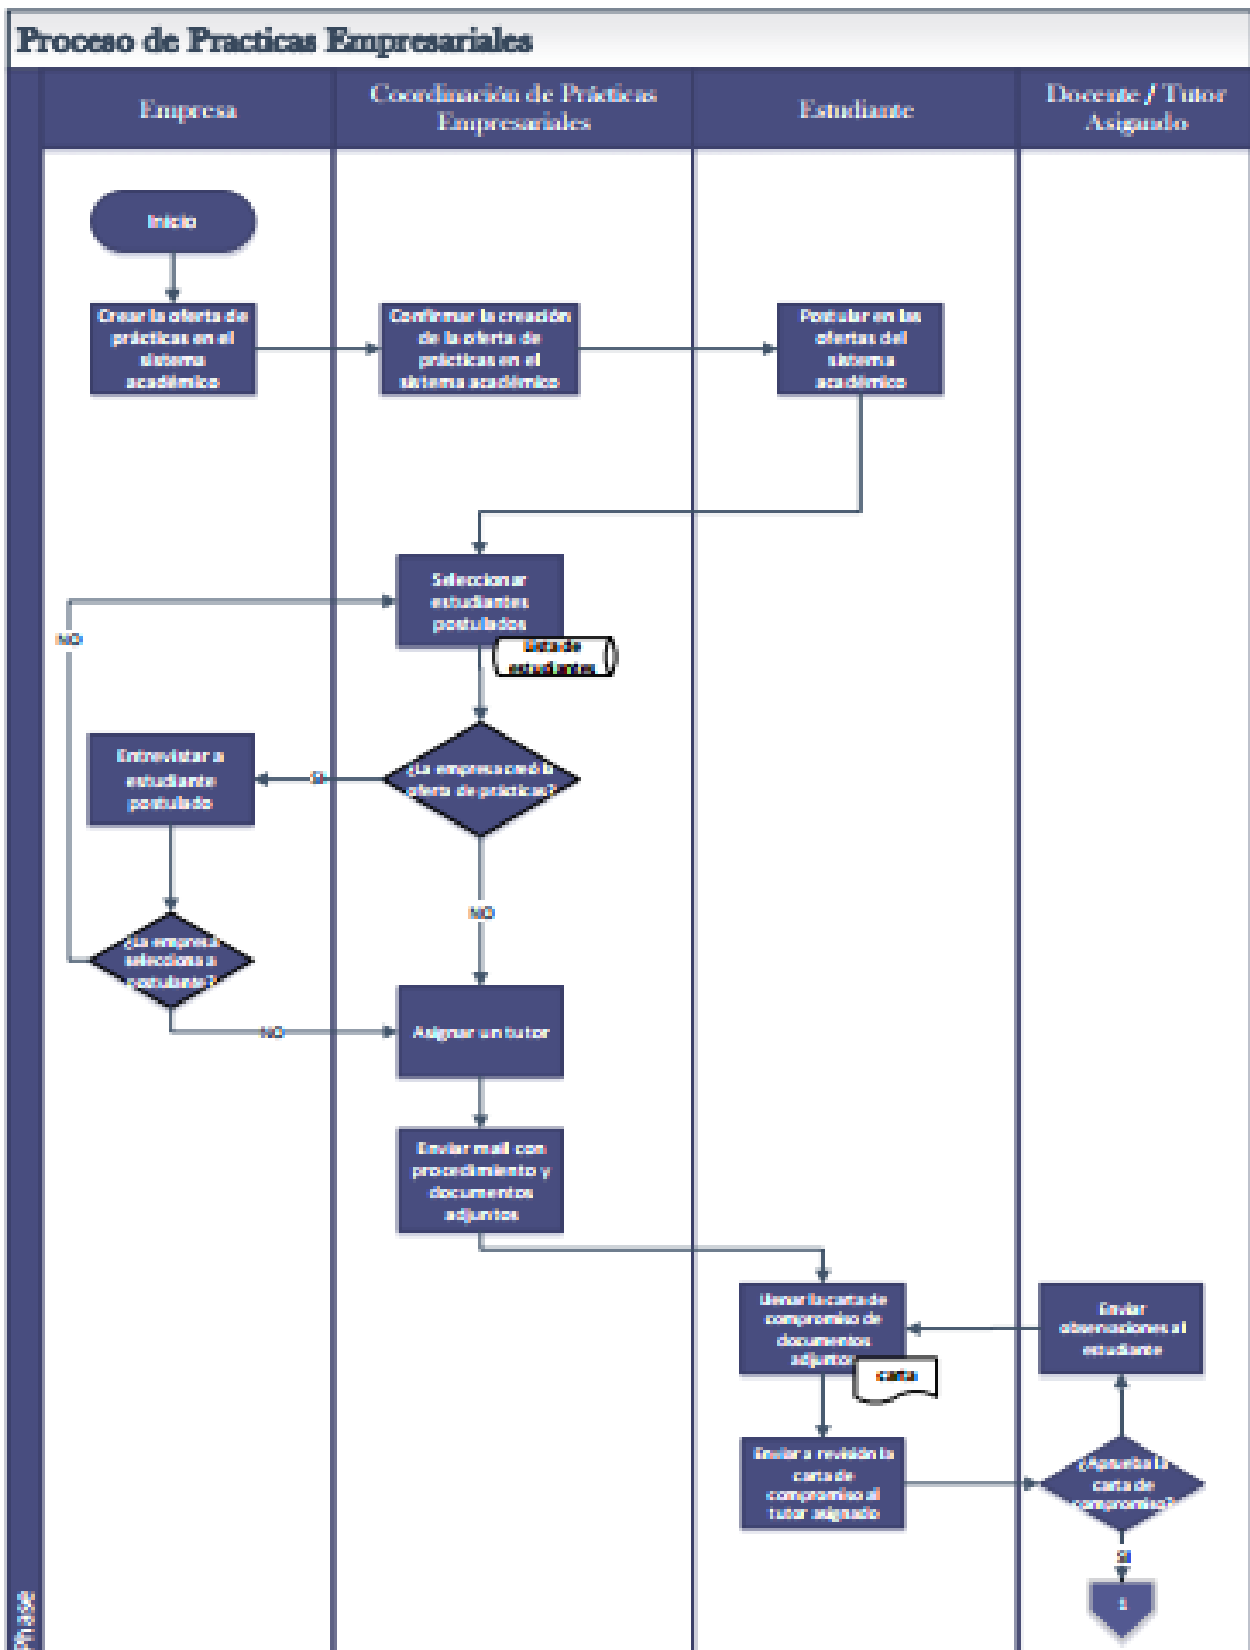 Proceso de Practicas Empresariales
Empresa
Coordinación de Prácticas
Empresariales
Estudiante
Docente / Tutor
Asigando
Inicio
Crear la oferta de
prácticas en el
sistema
académico
Confirmar la creación
de la oferta de
prácticas en el
sistema académico
Postular en las
ofertas del
sistema
académico
Seleccionar
estudiantes
postulados
Lista de
estudiantes
NO
Entrevistar a
estudiante
postulado
SI
¿La empresa creó la
oferta de prácticas?
NO
¿La empresa
selecciona a
postulante?
NO
Asignar un tutor
Enviar mail con
procedimiento y
documentos
adjuntos
Llenar la carta de
compromiso de
documentos
adjuntos
carta
Enviar
observaciones al
estudiante
Enviar a revisión la
carta de
compromiso al
tutor asignado
¿Aprueba la
carta de
compromiso?
SI
1
Phase